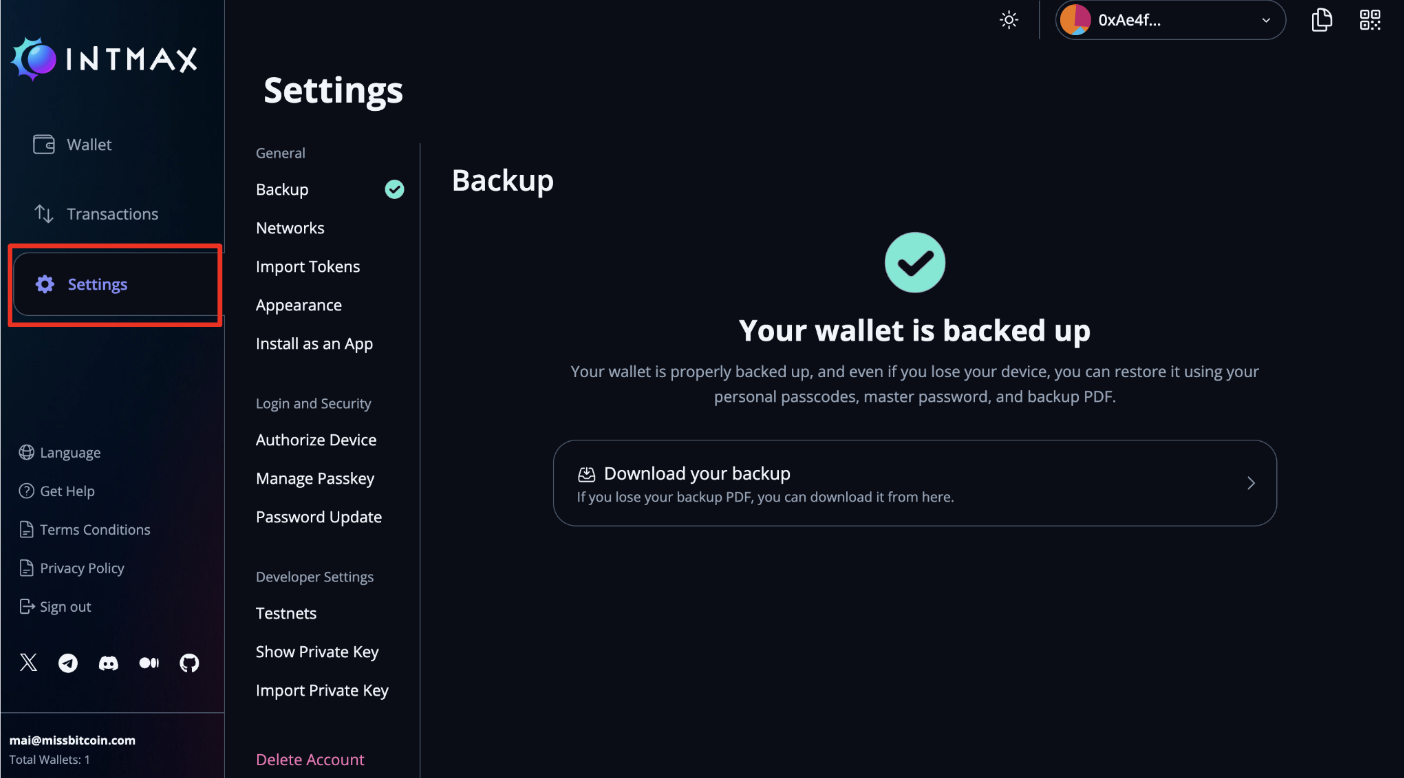 INTMAX
Wallet
Transactions
Settings
Language
Get Help
Terms Conditions
Privacy Policy
Sign out
mai@missbitcoin.com
Total Wallets: 1
0xAe4f...
Settings
General
Backup
Networks
Import Tokens
Appearance
Install as an App
Login and Security
Authorize Device
Manage Passkey
Password Update
Developer Settings
Testnets
Show Private Key
Import Private Key
Delete Account
Backup
Your wallet is backed up
Your wallet is properly backed up, and even if you lose your device, you can restore it using your
personal passcodes, master password, and backup PDF.
Download your backup
If you lose your backup PDF, you can download it from here.